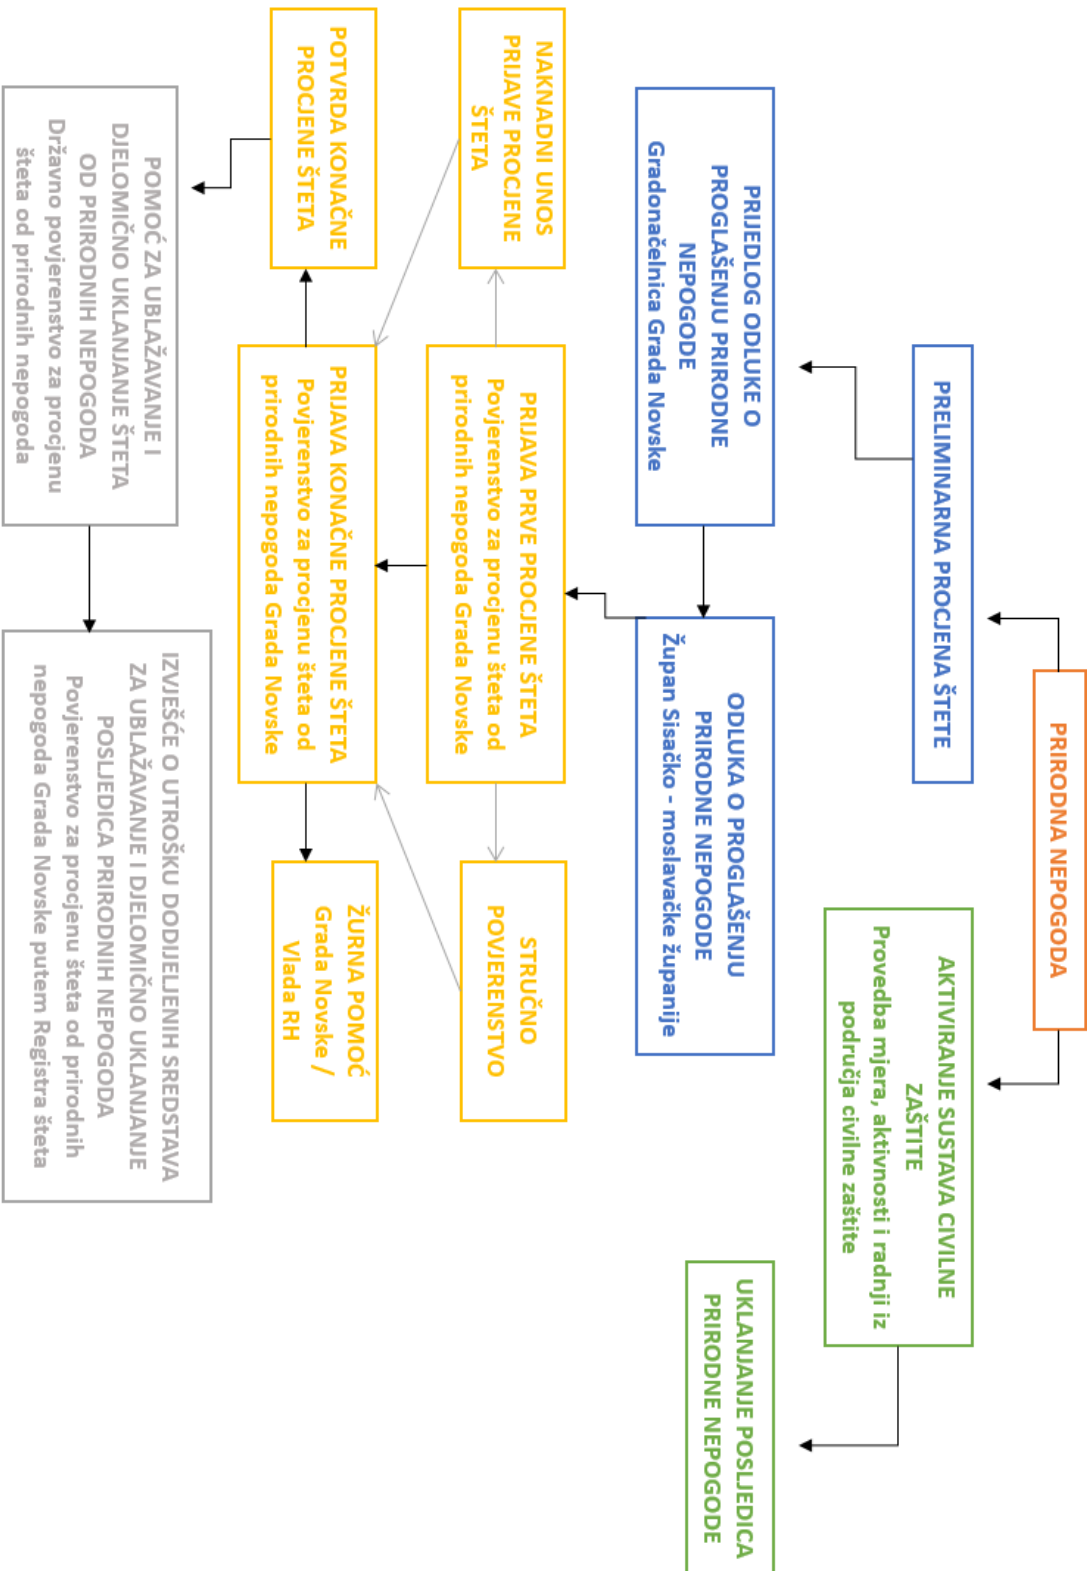 PRIRODNA NEPOGODA
PRELIMINARNA PROCJENA ŠTETE
AKTIVIRANJE SUSTAVA CIVILNE
ZAŠTITE
Provedba mjera, aktivnosti i radnji iz
područja civilne zaštite
PRIJEDLOG ODLUKE O
PROGLAŠENJU PRIRODNE
NEPOGODE
Gradonačelnica Grada Novske
ODLUKA O PROGLAŠENJU
PRIRODNE NEPOGODE
Župan Sisačko - moslavačke županije
UKLANJANJE POSLJEDICA
PRIRODNE NEPOGODE
NAKNADNI UNOS
PRIJAVE PROCJENE
ŠTETA
PRIJAVA PRVE PROCJENE ŠTETA
Povjerenstvo za procjenu šteta od
prirodnih nepogoda Grada Novske
STRUČNO
POVJERENSTVO
POTVRDA KONAČNE
PROCJENE ŠTETA
PRIJAVA KONAČNE PROCJENE ŠTETA
Povjerenstvo za procjenu šteta od
prirodnih nepogoda Grada Novske
ŽURNA POMOĆ
Grada Novske /
Vlada RH
POMOĆ ZA UBLAŽAVANJE I
DJELOMIČNO UKLANJANJE ŠTETA
OD PRIRODNIH NEPOGODA
Državno povjerenstvo za procjenu
šteta od prirodnih nepogoda
IZVJEŠĆE O UTROŠKU DODIJELJENIH SREDSTAVA
ZA UBLAŽAVANJE I DJELOMIČNO UKLANJANJE
POSLJEDICA PRIRODNIH NEPOGODA
Povjerenstvo za procjenu šteta od prirodnih
nepogoda Grada Novske putem Registra šteta